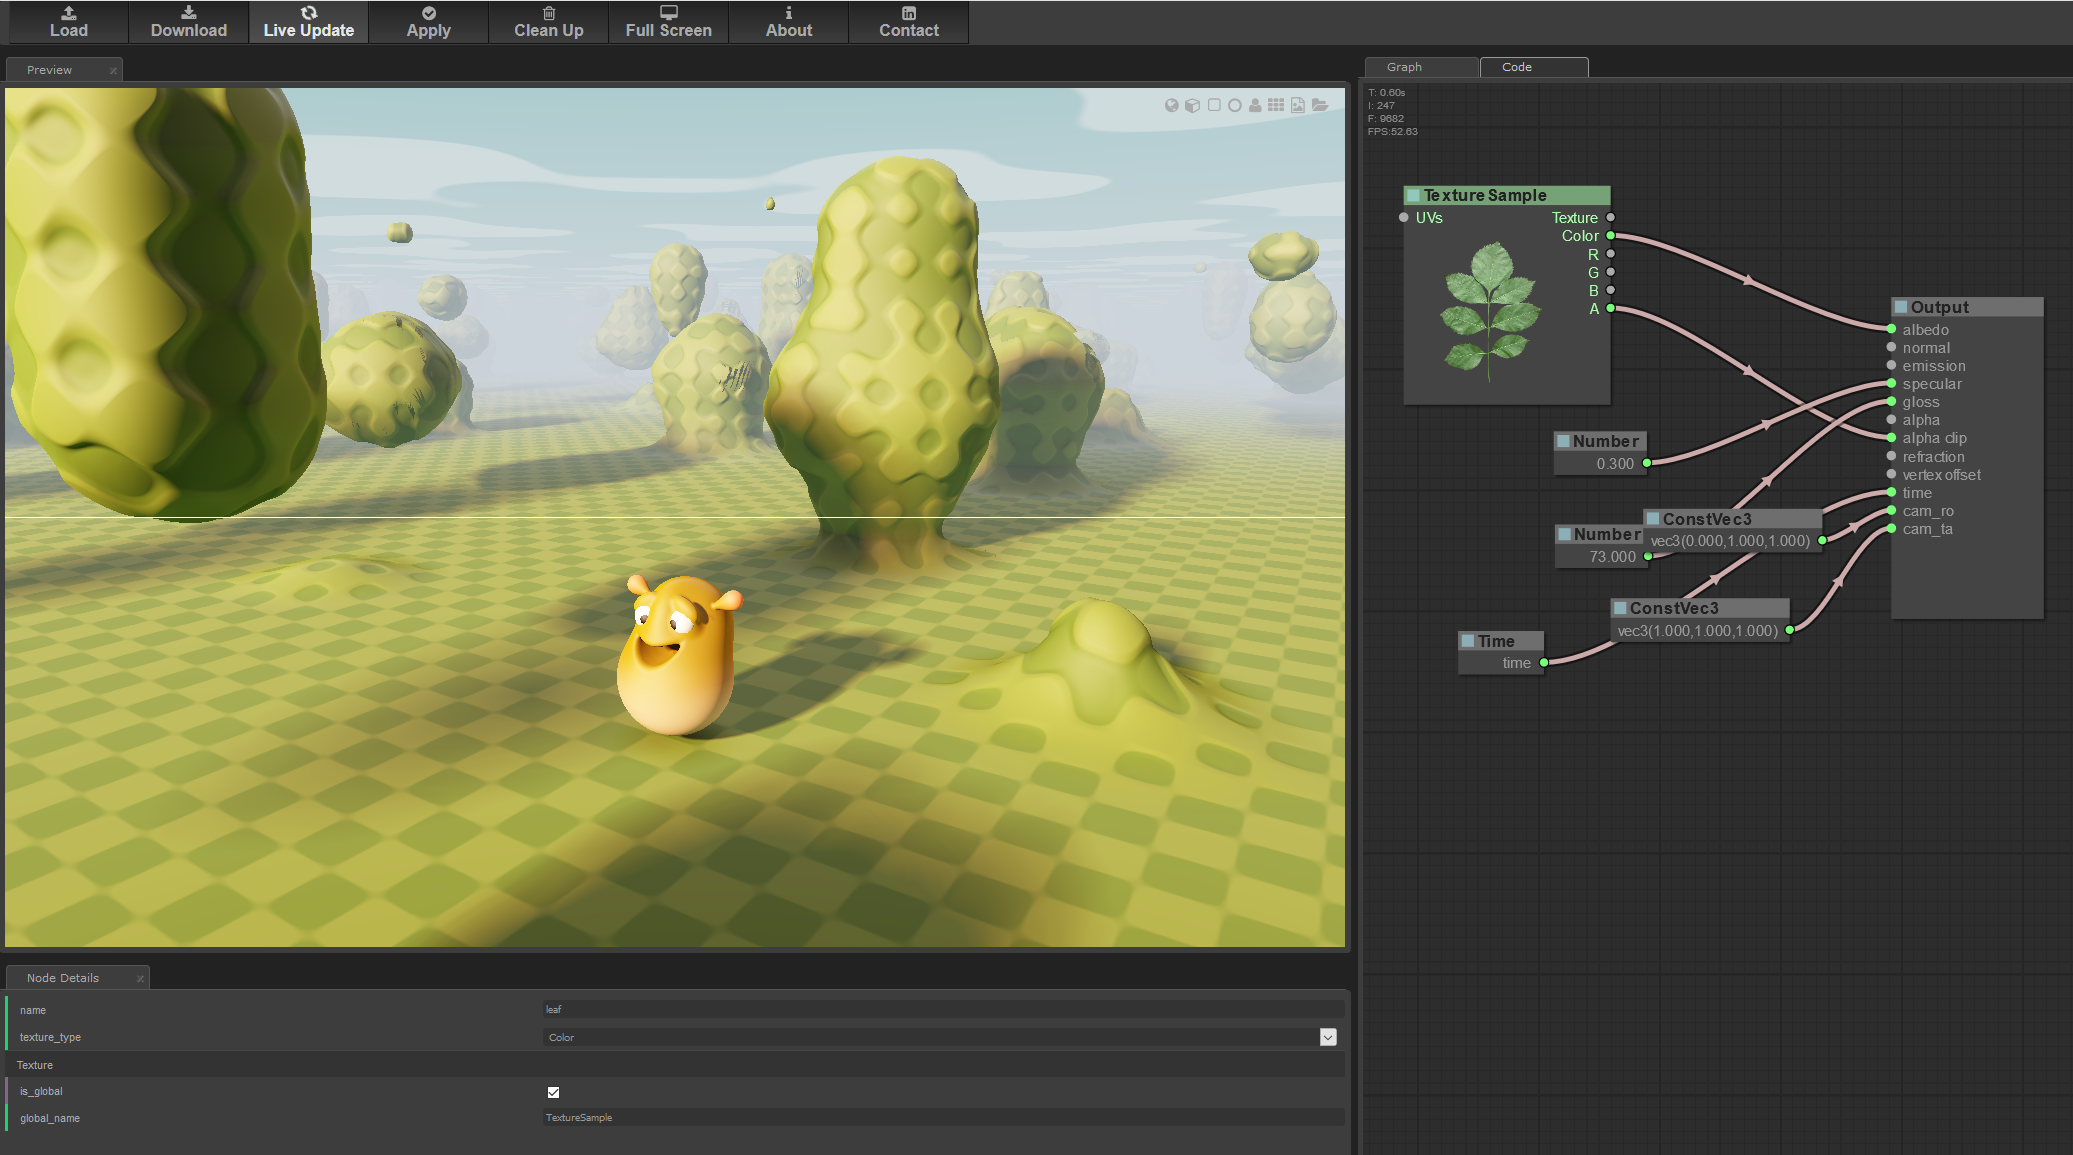 Load
Download
Live Update
Apply
Clean Up
Full Screen
About
Contact
Preview
Graph
Code
T: 0.60s
I: 247
F: 9682
FPS:52.63
Texture Sample
UVs
Texture
Color
R
G
B
A
Output
albedo
normal
emission
specular
gloss
alpha
alpha clip
refraction
vertex offset
time
cam_ro
cam_ta
Number
0.300
Number
73.000
ConstVec3
vec3(0.000,1.000,1.000)
ConstVec3
vec3(1.000,1.000,1.000)
Time
time
Node Details
name
leaf
texture_type
Color
Texture
is_global
global_name
TextureSample